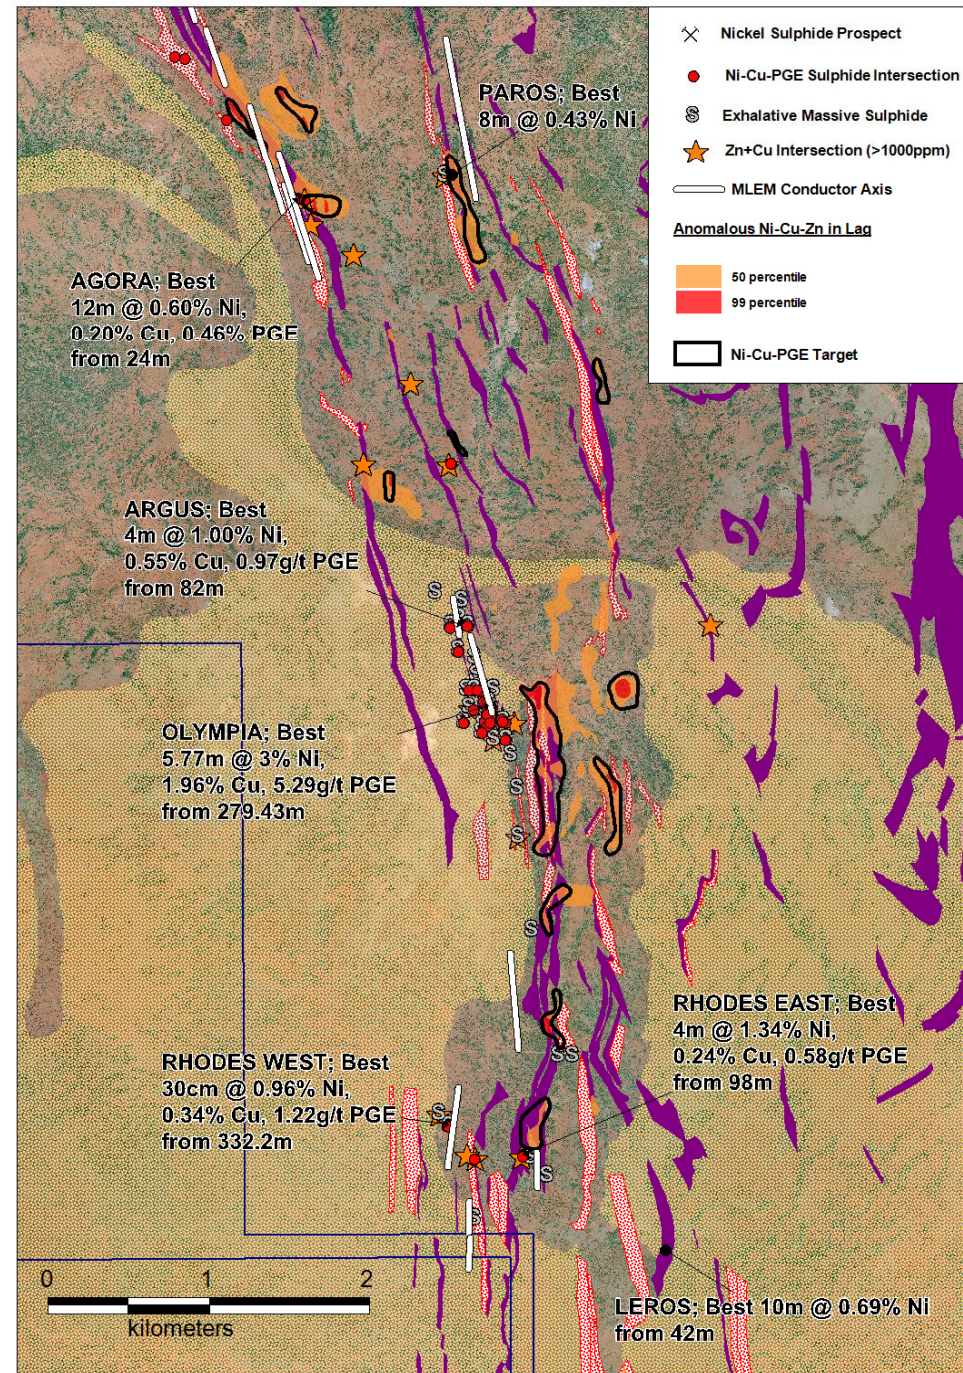 Nickel Sulphide Prospect
Ni-Cu-PGE Sulphide Intersection
S
Exhalative Massive Sulphide
Zn+Cu Intersection (>1000ppm)
MLEM Conductor Axis
Anomalous Ni-Cu-Zn in Lag
50 percentile
99 percentile
Ni-Cu-PGE Target
PAROS; Best
8m @ 0.43% Ni
AGORA; Best
12m @ 0.60% Ni,
0.20% Cu, 0.46% PGE
from 24m
ARGUS; Best
4m @ 1.00% Ni,
0.55% Cu, 0.97g/t PGE
from 82m
OLYMPIA; Best
5.77m @ 3% Ni,
1.96% Cu, 5.29g/t PGE
from 279.43m
RHODES EAST; Best
4m @ 1.34% Ni,
0.24% Cu, 0.58g/t PGE
from 98m
RHODES WEST; Best
30cm @ 0.96% Ni,
0.34% Cu, 1.22g/t PGE
from 332.2m
LEROS; Best 10m @ 0.69% Ni
from 42m
0 1 2
kilometers